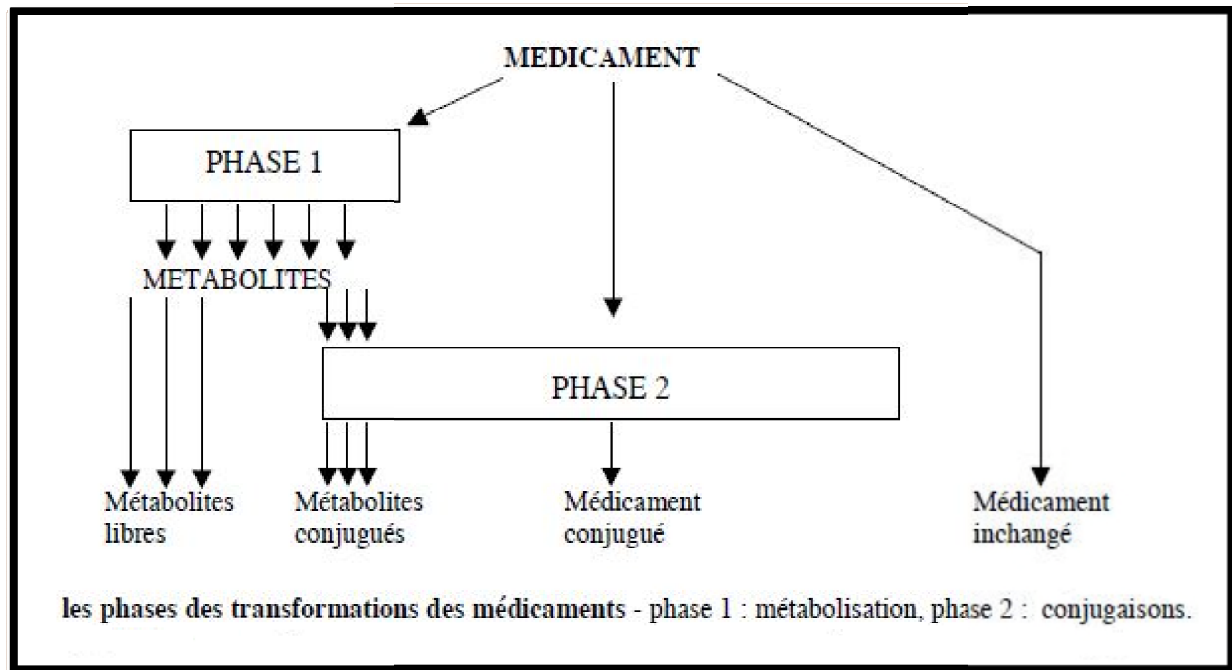 MEDICAMENT
PHASE 1
METABOLITES
PHASE 2
Métabolites
libres
Métabolites
conjugués
Médicament
conjugué
Médicament
inchangé
les phases des transformations des médicaments - phase 1 : métabolisation, phase 2 : conjugaisons.